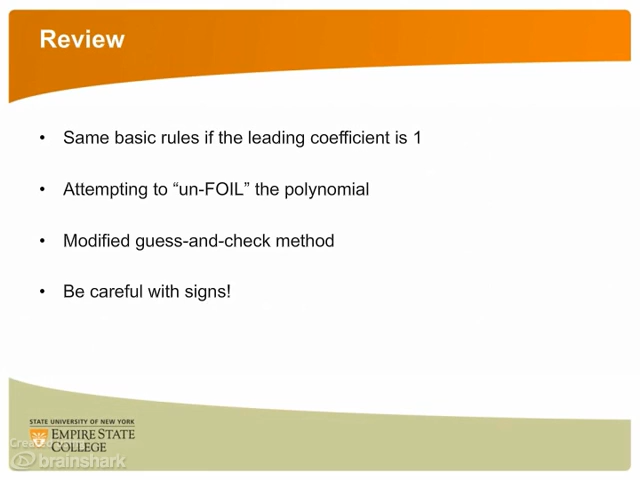 Review
• Same basic rules if the leading coefficient is 1
• Attempting to “un-FOIL” the polynomial
• Modified guess-and-check method
• Be careful with signs!
STATE UNIVERSITY OF NEW YORK
EMPIRE STATE
COLLEGE
brainshark